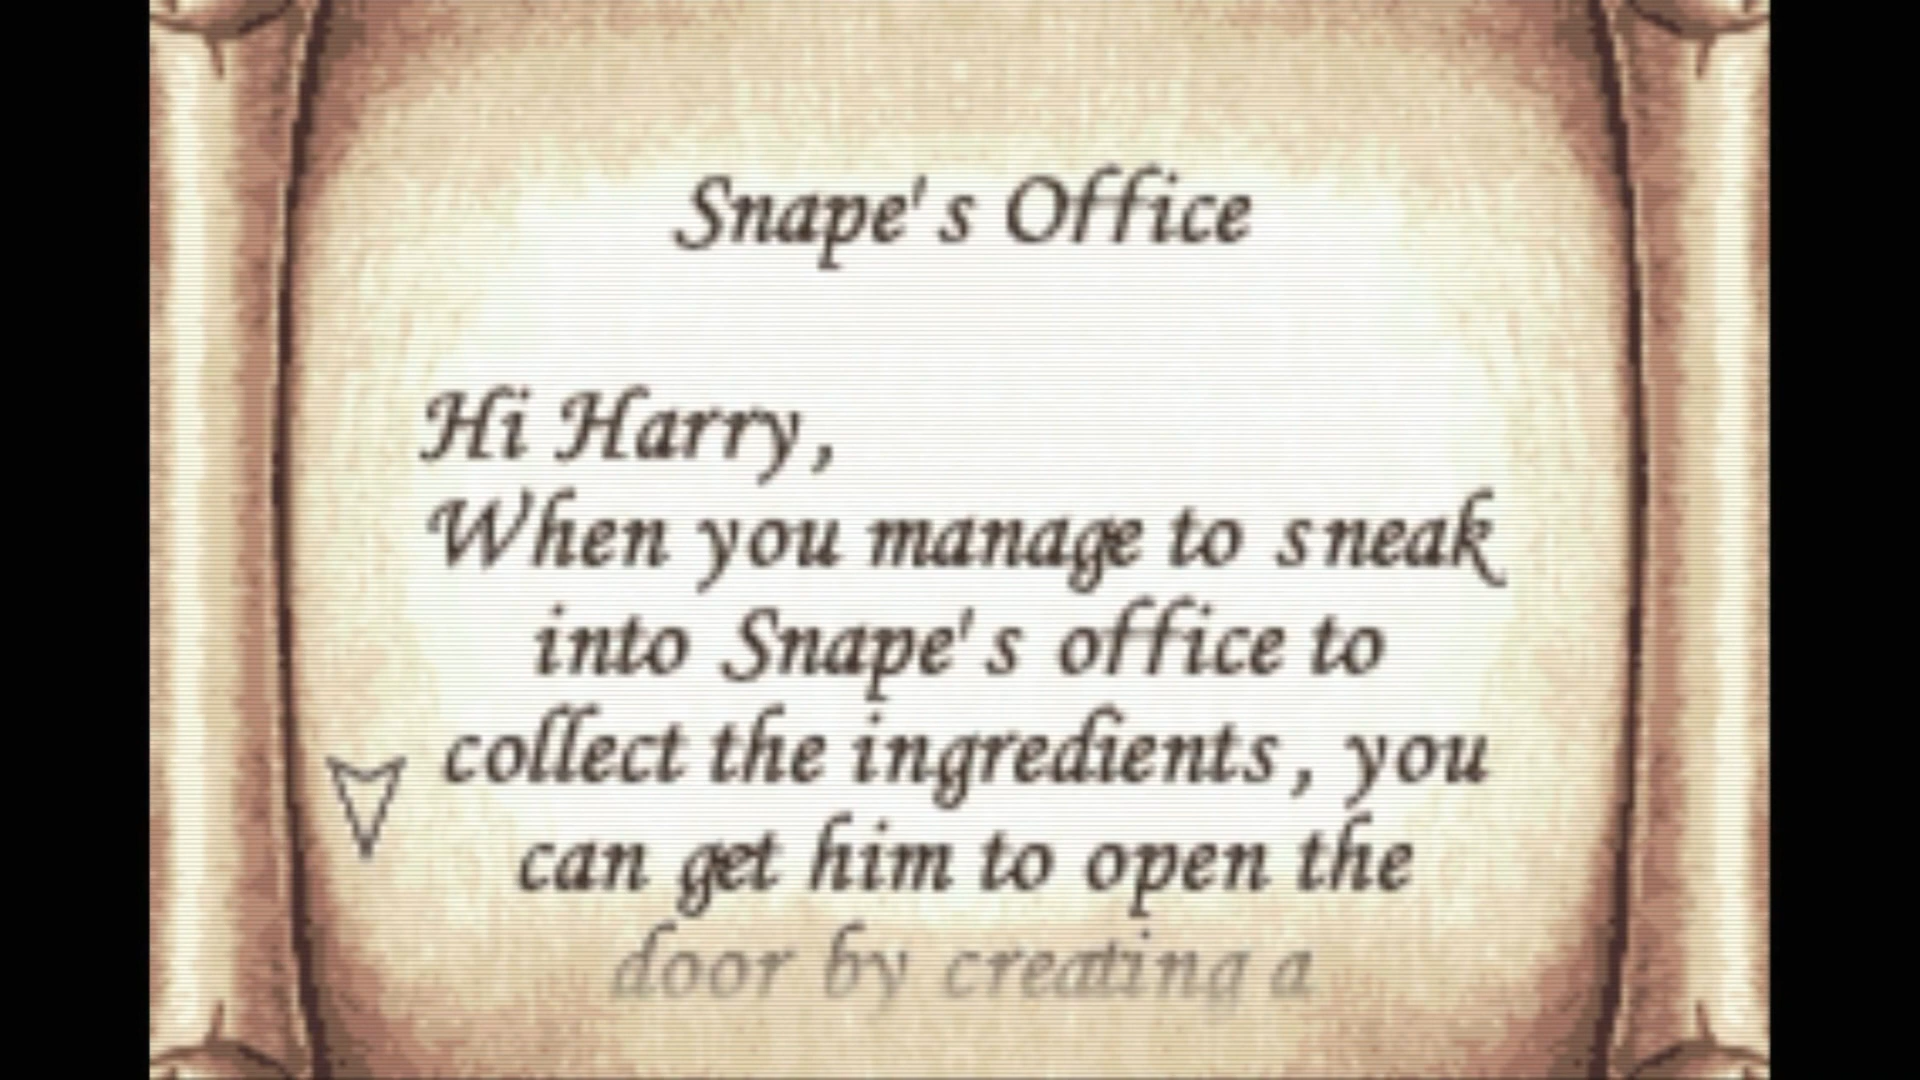 Snape's Office
Hi Harry,
When you manage to sneak
into Snape's office to
collect the ingredients, you
can get him to open the
door by creating a